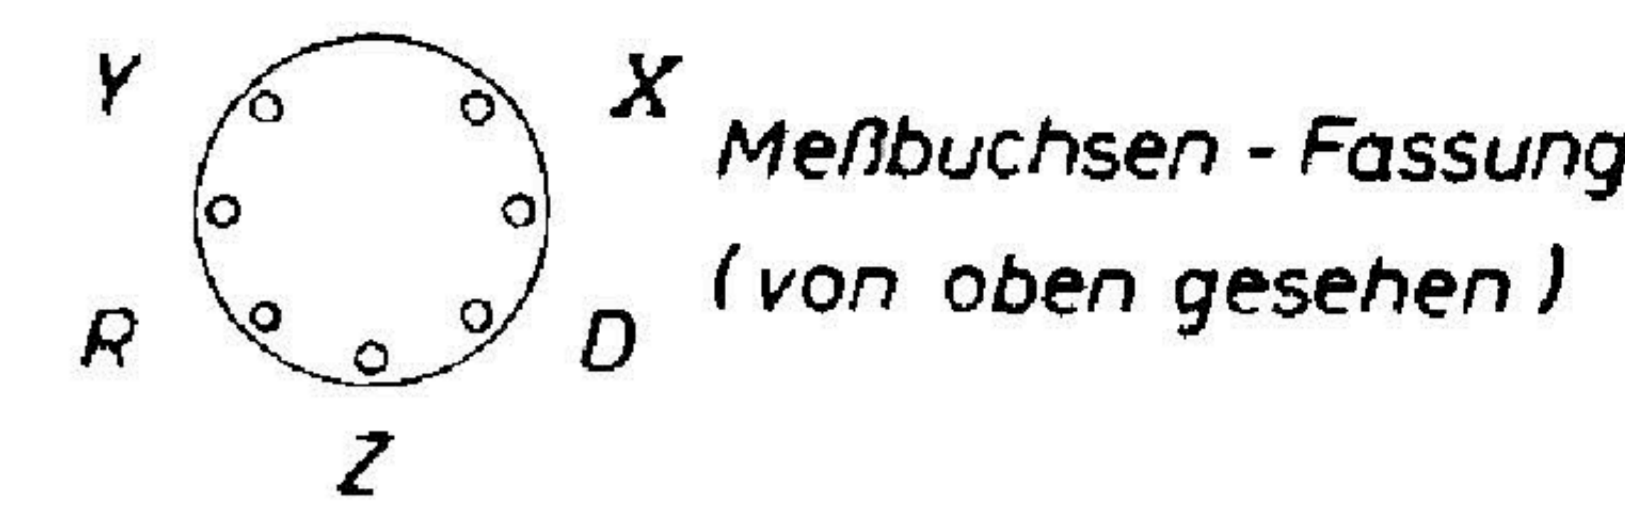 Y X
Meßbuchsen - Fassung
(von oben gesehen)
R D
Z